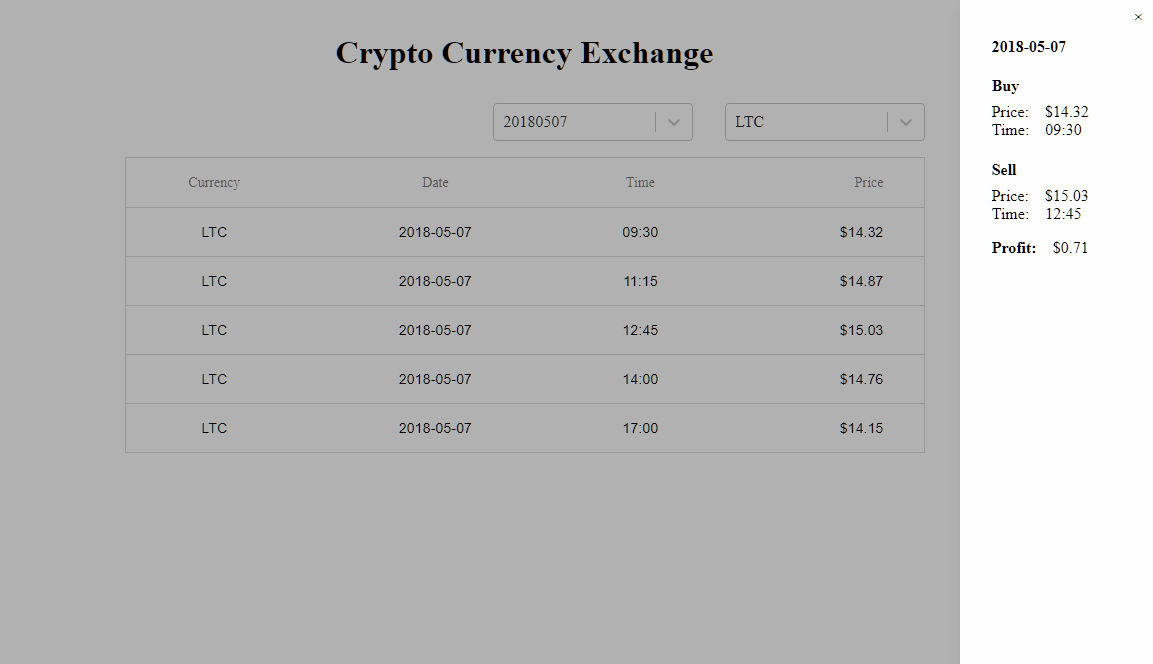 Crypto Currency Exchange
20180507 LTC
Currency Date Time Price
LTC 2018-05-07 09:30 $14.32
LTC 2018-05-07 11:15 $14.87
LTC 2018-05-07 12:45 $15.03
LTC 2018-05-07 14:00 $14.76
LTC 2018-05-07 17:00 $14.15
×
2018-05-07
Buy
Price: $14.32
Time: 09:30
Sell
Price: $15.03
Time: 12:45
Profit: $0.71